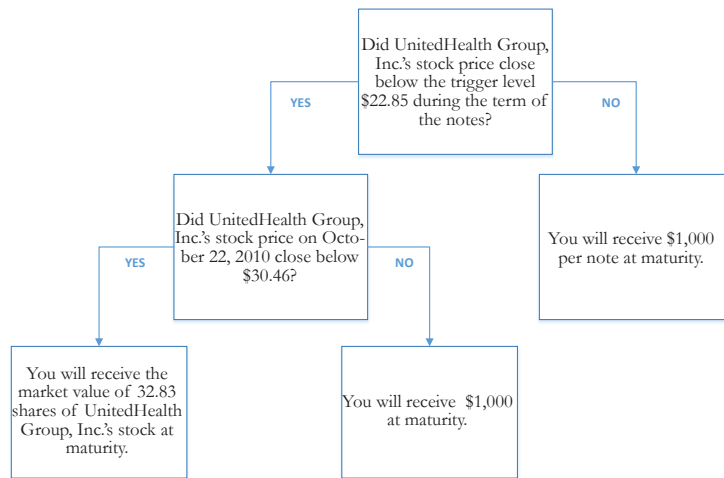 Did UnitedHealth Group,
Inc.'s stock price close
below the trigger level
$22.85 during the term of
the notes?
YES
NO
Did UnitedHealth Group,
Inc.'s stock price on Octo-
ber 22, 2010 close below
$30.46?
You will receive $1,000
per note at maturity.
YES
NO
You will receive the
market value of 32.83
shares of UnitedHealth
Group, Inc.'s stock at
maturity.
You will receive $1,000
at maturity.